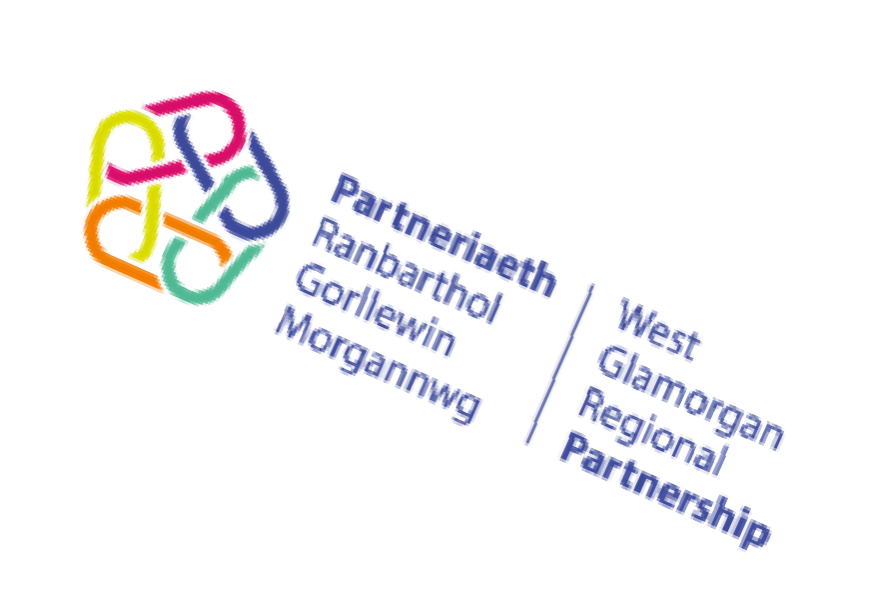 Partneriaeth
Ranbarthol
Gorllewin
Morgannwg
West
Glamorgan
Regional
Partnership